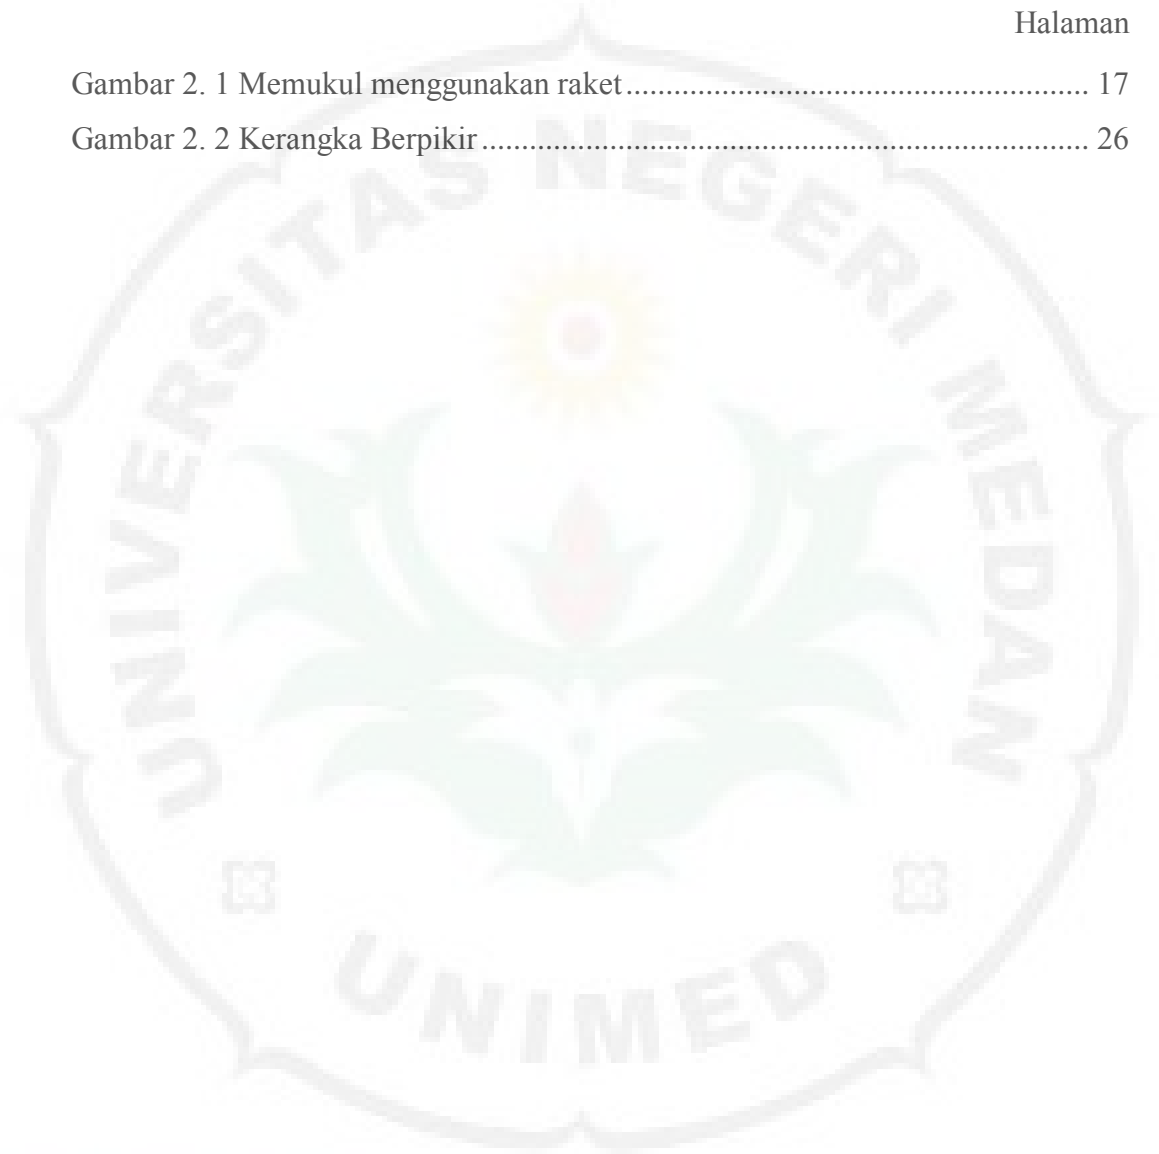 Halaman
Gambar 2. 1 Memukul menggunakan raket.......................................................... 17
Gambar 2. 2 Kerangka Berpikir............................................................................ 26
UNIVERSITAS NEGERI MEDAN
UNIMED